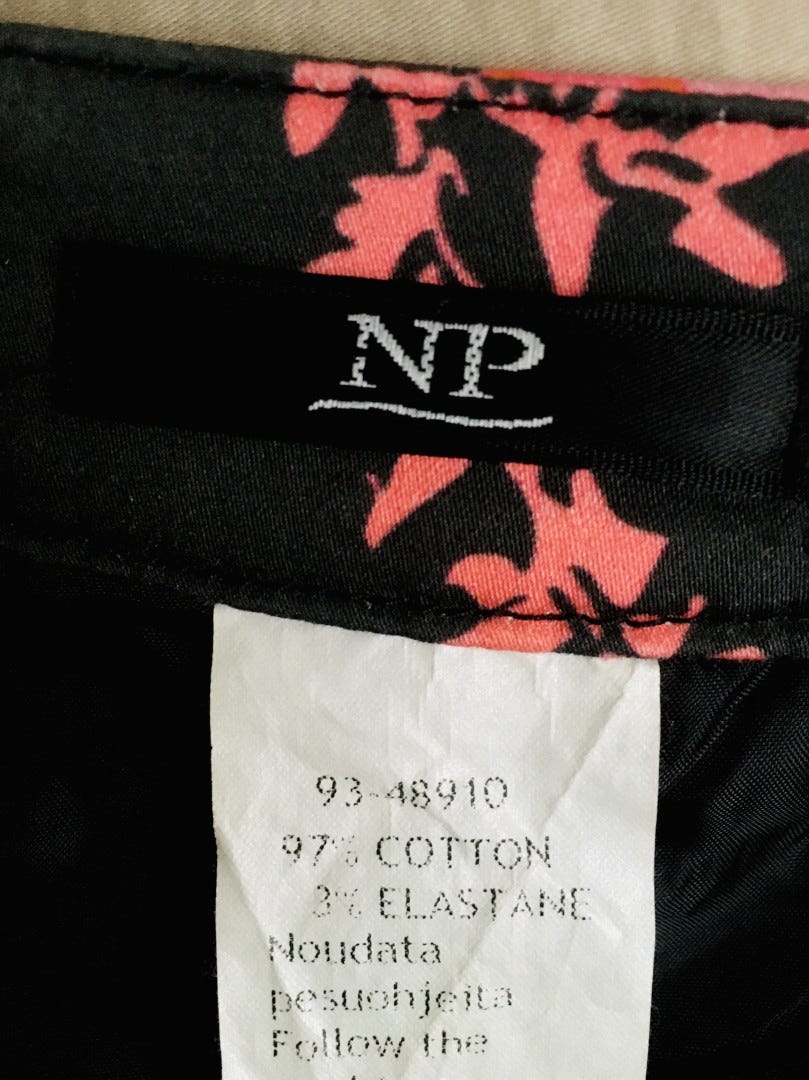 NP
93-48910
97% COTTON
3% ELASTANE
Noudata
pesuohjeita
Follow the